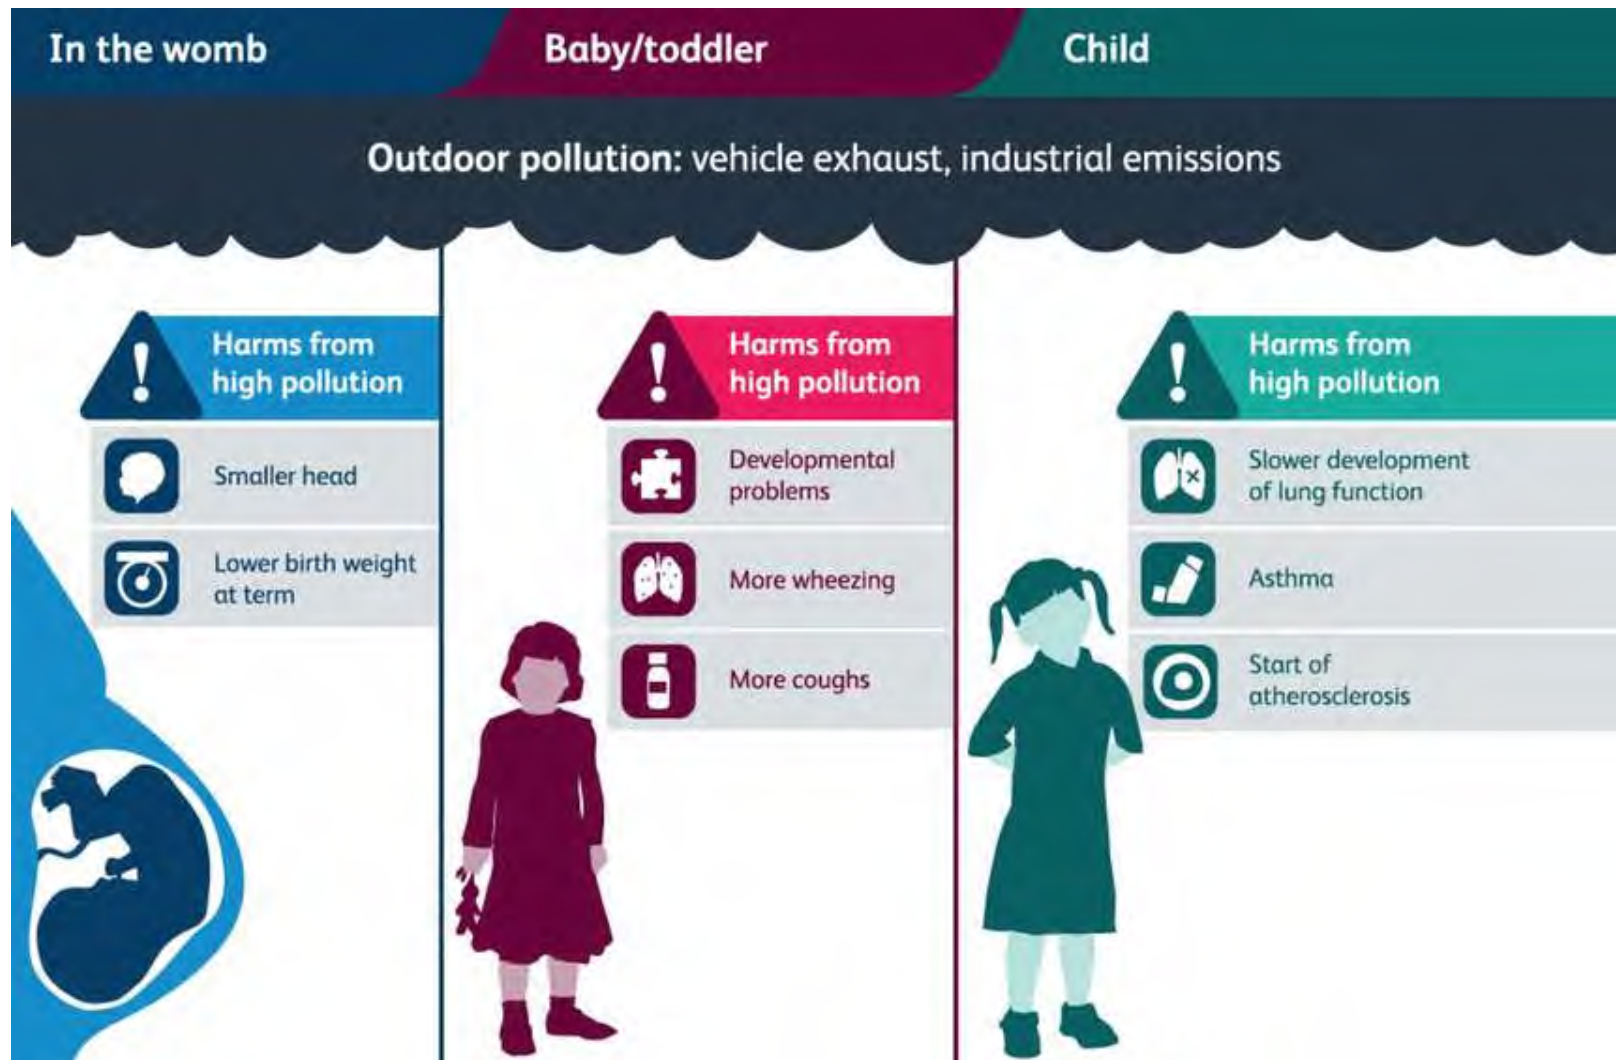 In the womb
Baby/toddler
Child
Outdoor pollution: vehicle exhaust, industrial emissions
Harms from
high pollution
Smaller head
Lower birth weight
at term
Harms from
high pollution
Developmental
problems
More wheezing
More coughs
Harms from
high pollution
Slower development
of lung function
Asthma
Start of
atherosclerosis